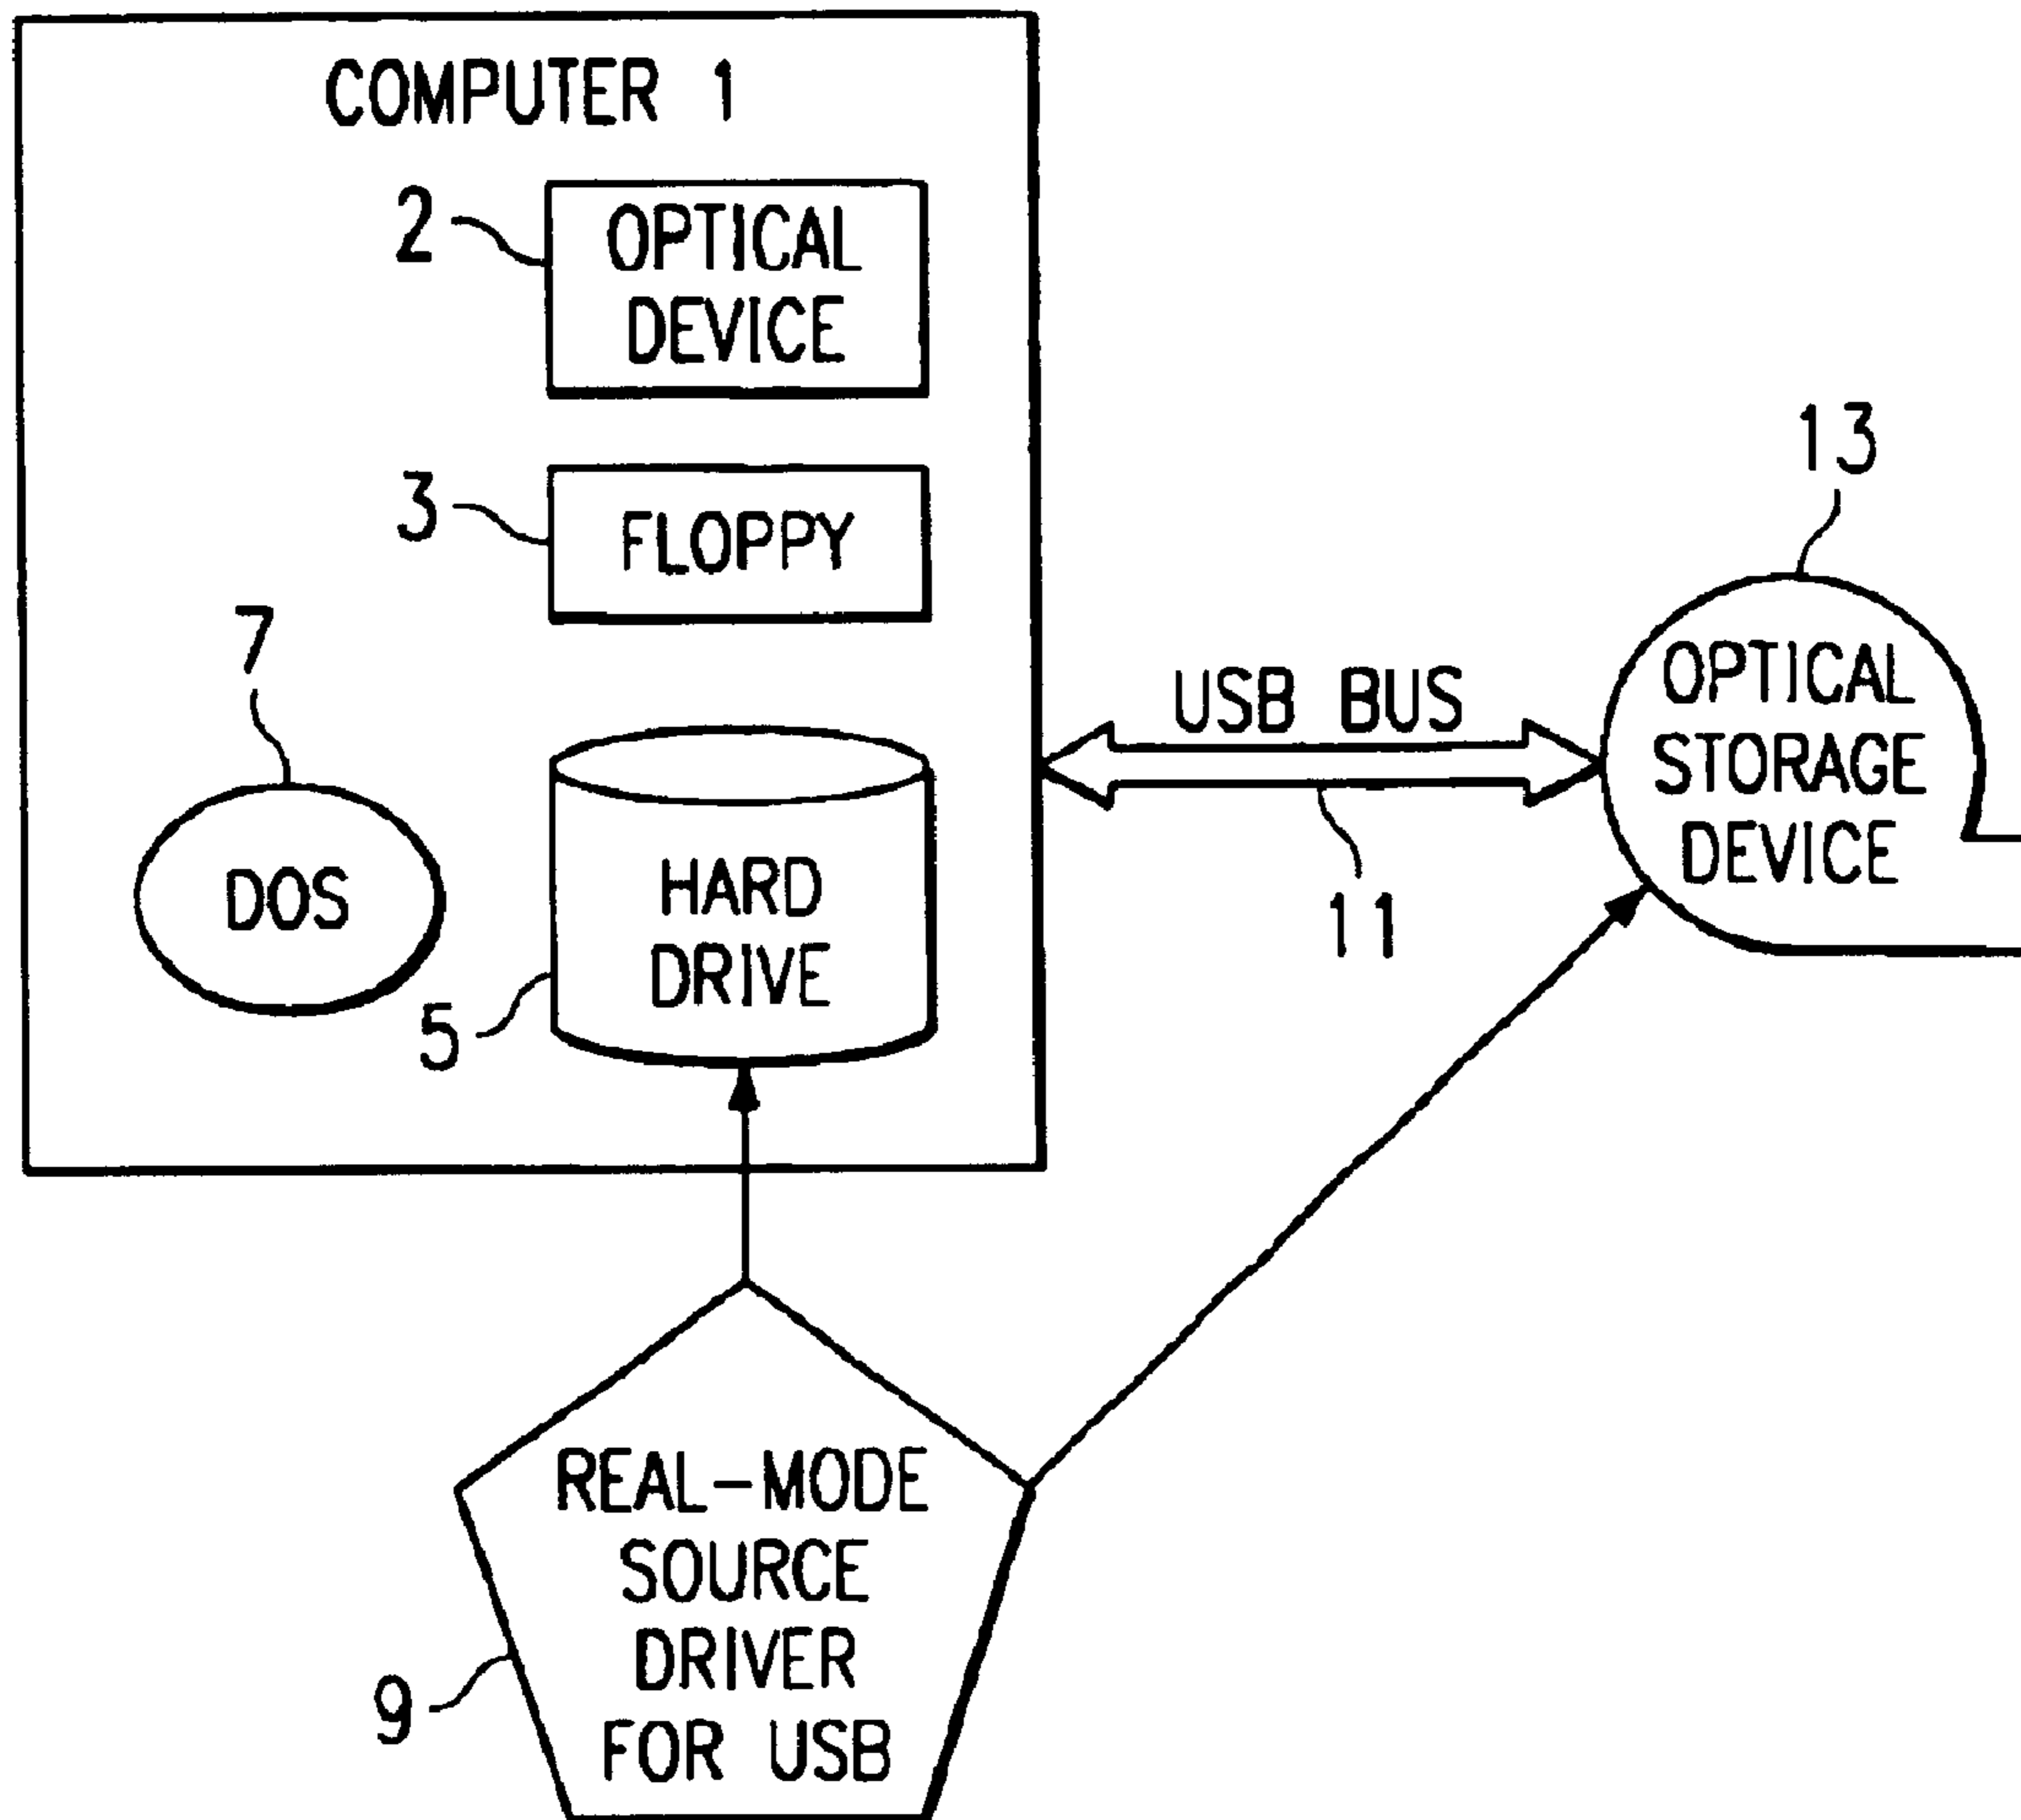 COMPUTER 1
2
OPTICAL
DEVICE
3
FLOPPY
7
DOS
HARD
DRIVE
5
USB BUS
11
13
OPTICAL
STORAGE
DEVICE
REAL-MODE
SOURCE
DRIVER
FOR USB
9